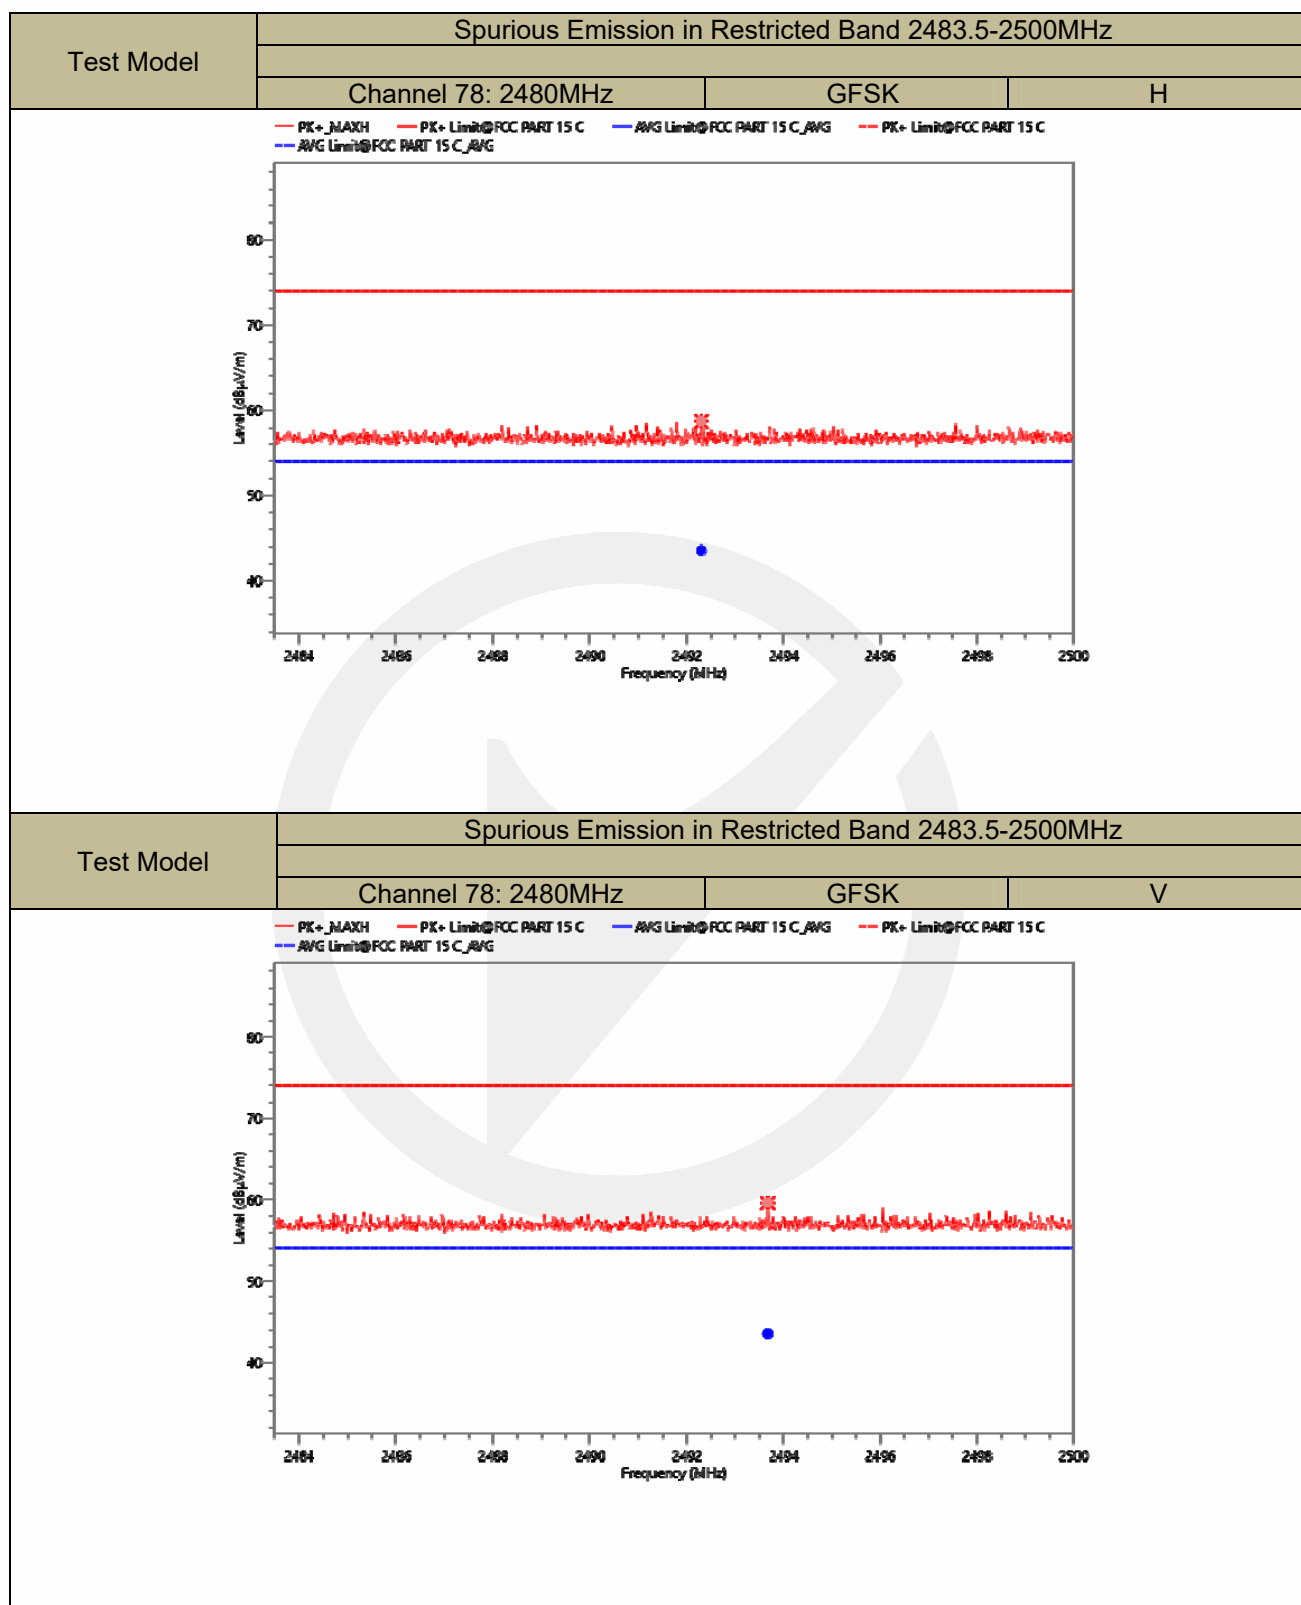 Test Model
Spurious Emission in Restricted Band 2483.5-2500MHz
Channel 78: 2480MHz GFSK H
PK+_MAXH PK+ Limit@FCC PART 15 C AVG Limit@FCC PART 15 C_AVG PK+ Limit@FCC PART 15 C
AVG Limit@FCC PART 15 C_AVG
80
70
60
50
40
Level (dBµV/m)
2484 2486 2488 2490 2492 2494 2496 2498 2500
Frequency (MHz)
Test Model
Spurious Emission in Restricted Band 2483.5-2500MHz
Channel 78: 2480MHz GFSK V
PK+_MAXH PK+ Limit@FCC PART 15 C AVG Limit@FCC PART 15 C_AVG PK+ Limit@FCC PART 15 C
AVG Limit@FCC PART 15 C_AVG
80
70
60
50
40
Level (dBµV/m)
2484 2486 2488 2490 2492 2494 2496 2498 2500
Frequency (MHz)